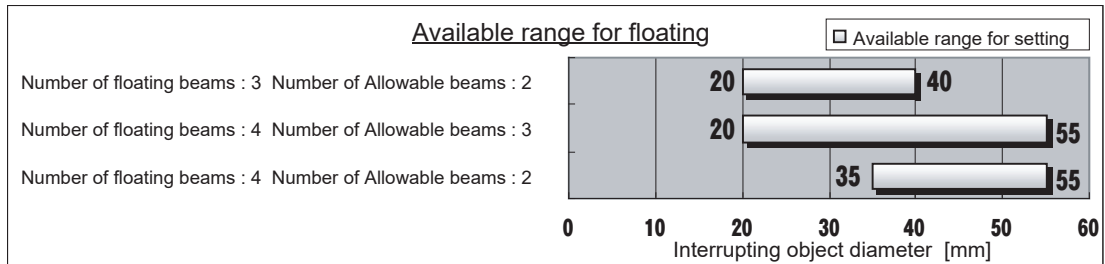 Available range for floating
Available range for setting
Number of floating beams : 3 Number of Allowable beams : 2
20
40
Number of floating beams : 4 Number of Allowable beams : 3
20
55
Number of floating beams : 4 Number of Allowable beams : 2
35
55
0 10 20 30 40 50 60
Interrupting object diameter [mm]